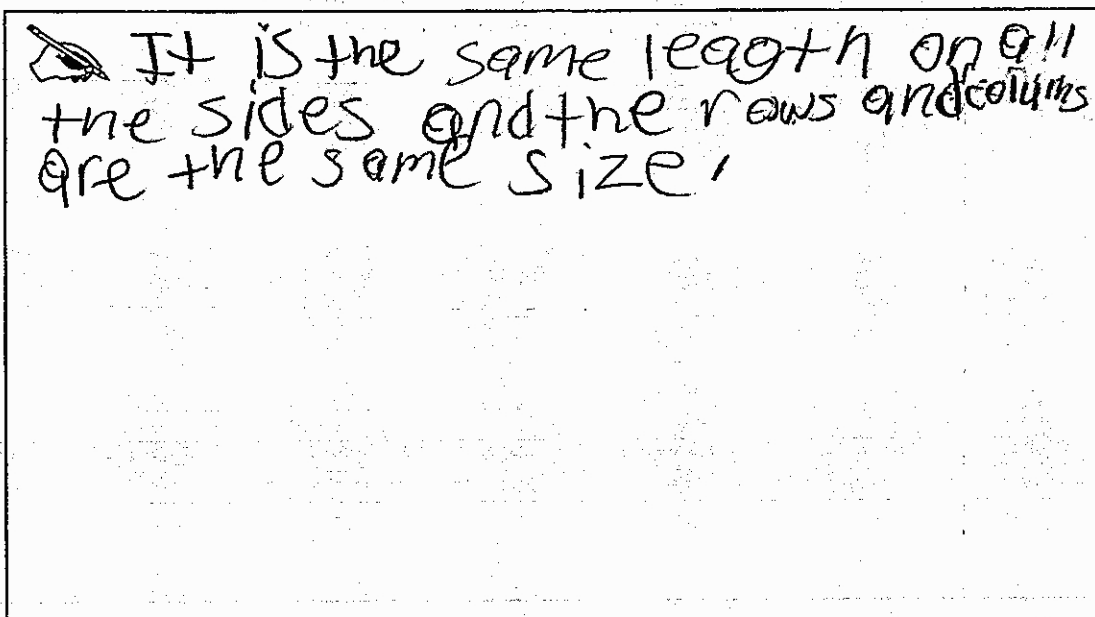 It is the same leagth on all
the sides and the rows and colums
are the same size.